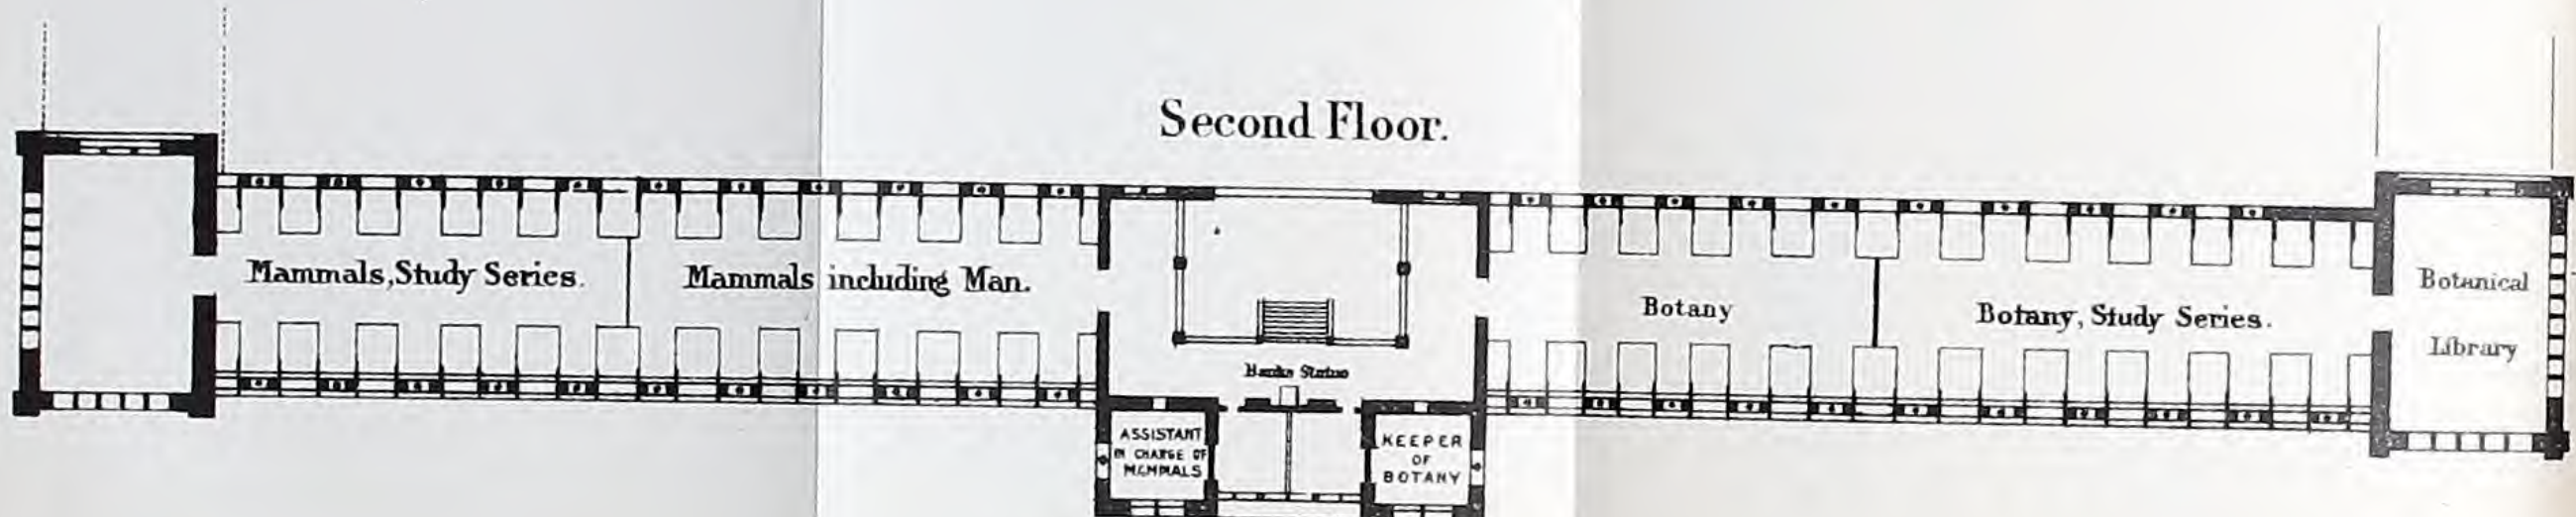 Second Floor.
Mammals, Study Series.
Mammals including Man.
Botany
Botany, Study Series.
Botanical
Library
Banks Statue
ASSISTANT
IN CHARGE OF
MAMMALS
KEEPER
OF
BOTANY